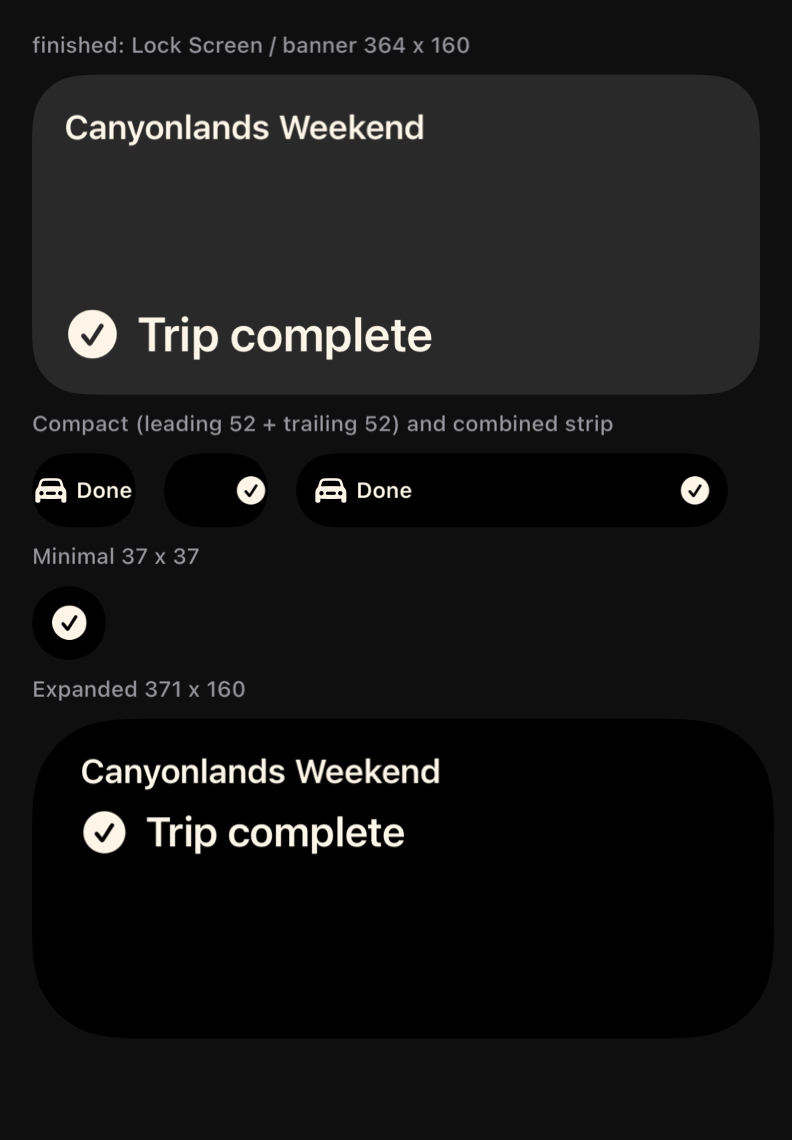 finished: Lock Screen / banner 364 x 160
Canyonlands Weekend
Trip complete
Compact (leading 52 + trailing 52) and combined strip
Done
Done
Minimal 37 x 37
Expanded 371 x 160
Canyonlands Weekend
Trip complete